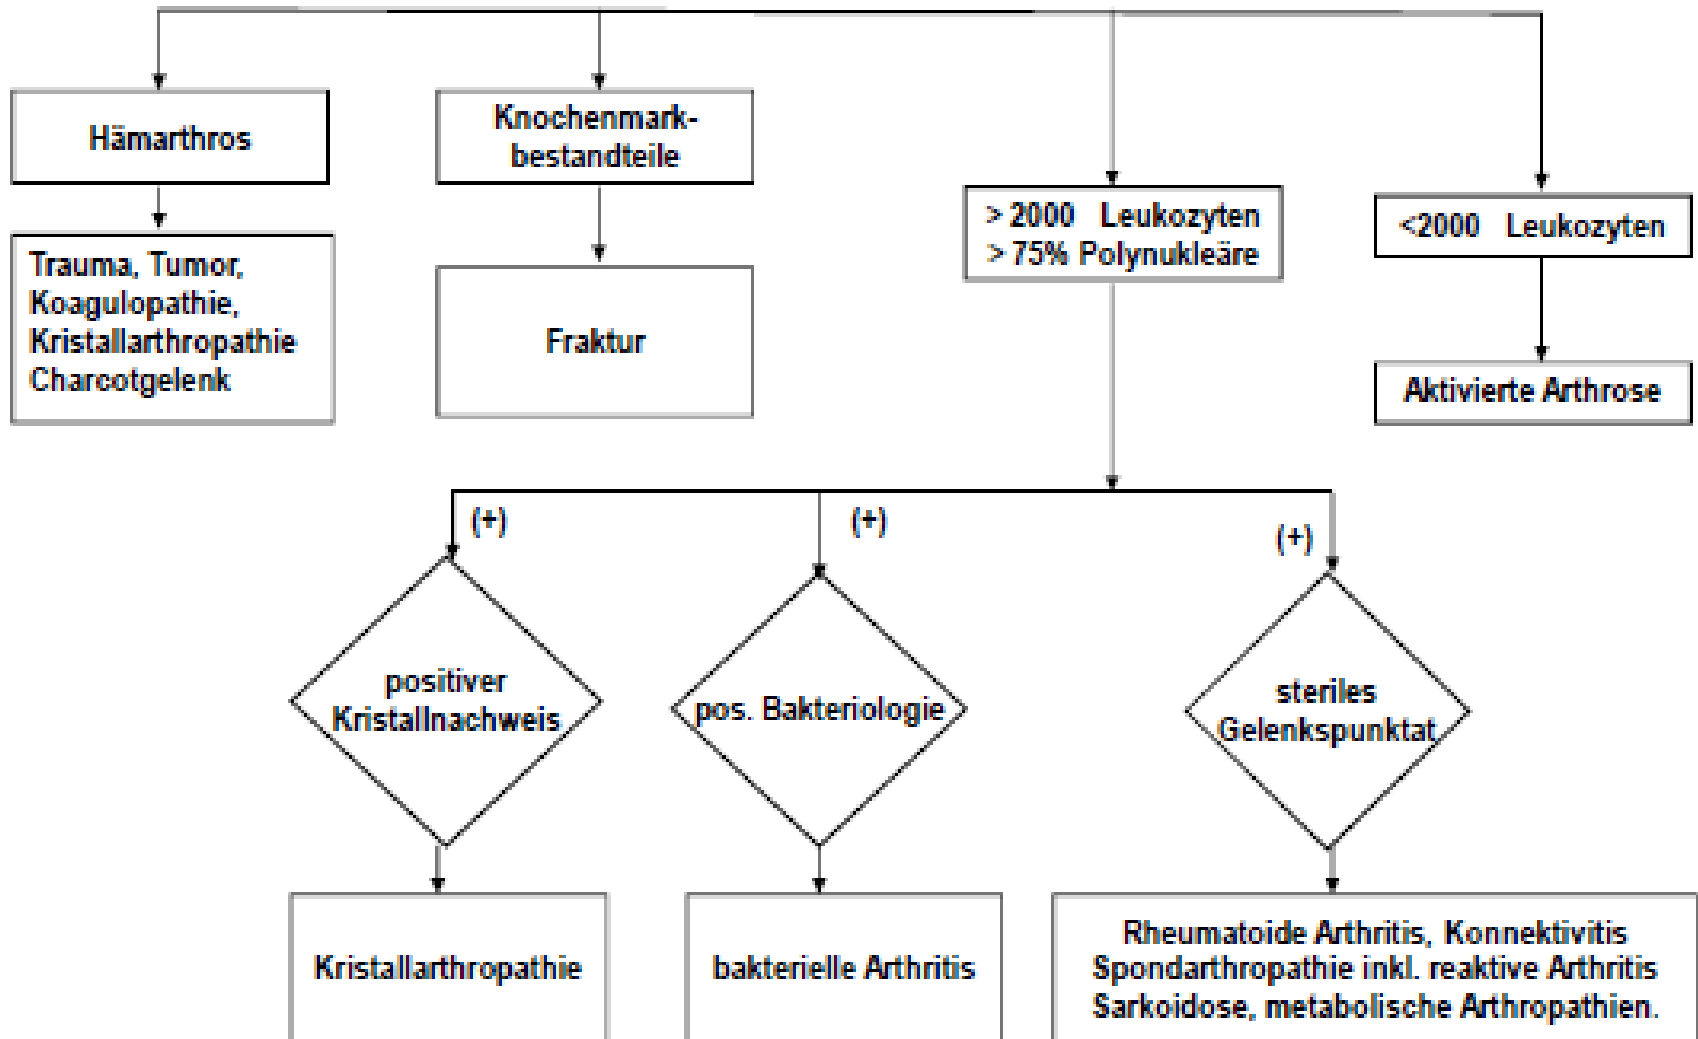 Hämarthros
Knochenmark-
bestandteile
> 2000 Leukozyten
> 75% Polynukleäre
<2000 Leukozyten
Trauma, Tumor,
Koagulopathie,
Kristallarthropathie
Charcotgelenk
Fraktur
Aktivierte Arthrose
(+)
(+)
(+)
positiver
Kristallnachweis
pos. Bakteriologie
steriles
Gelenkspunktat
Kristallarthropathie
bakterielle Arthritis
Rheumatoide Arthritis, Konnektivitis
Spondarthropathie inkl. reaktive Arthritis
Sarkoidose, metabolische Arthropathien.